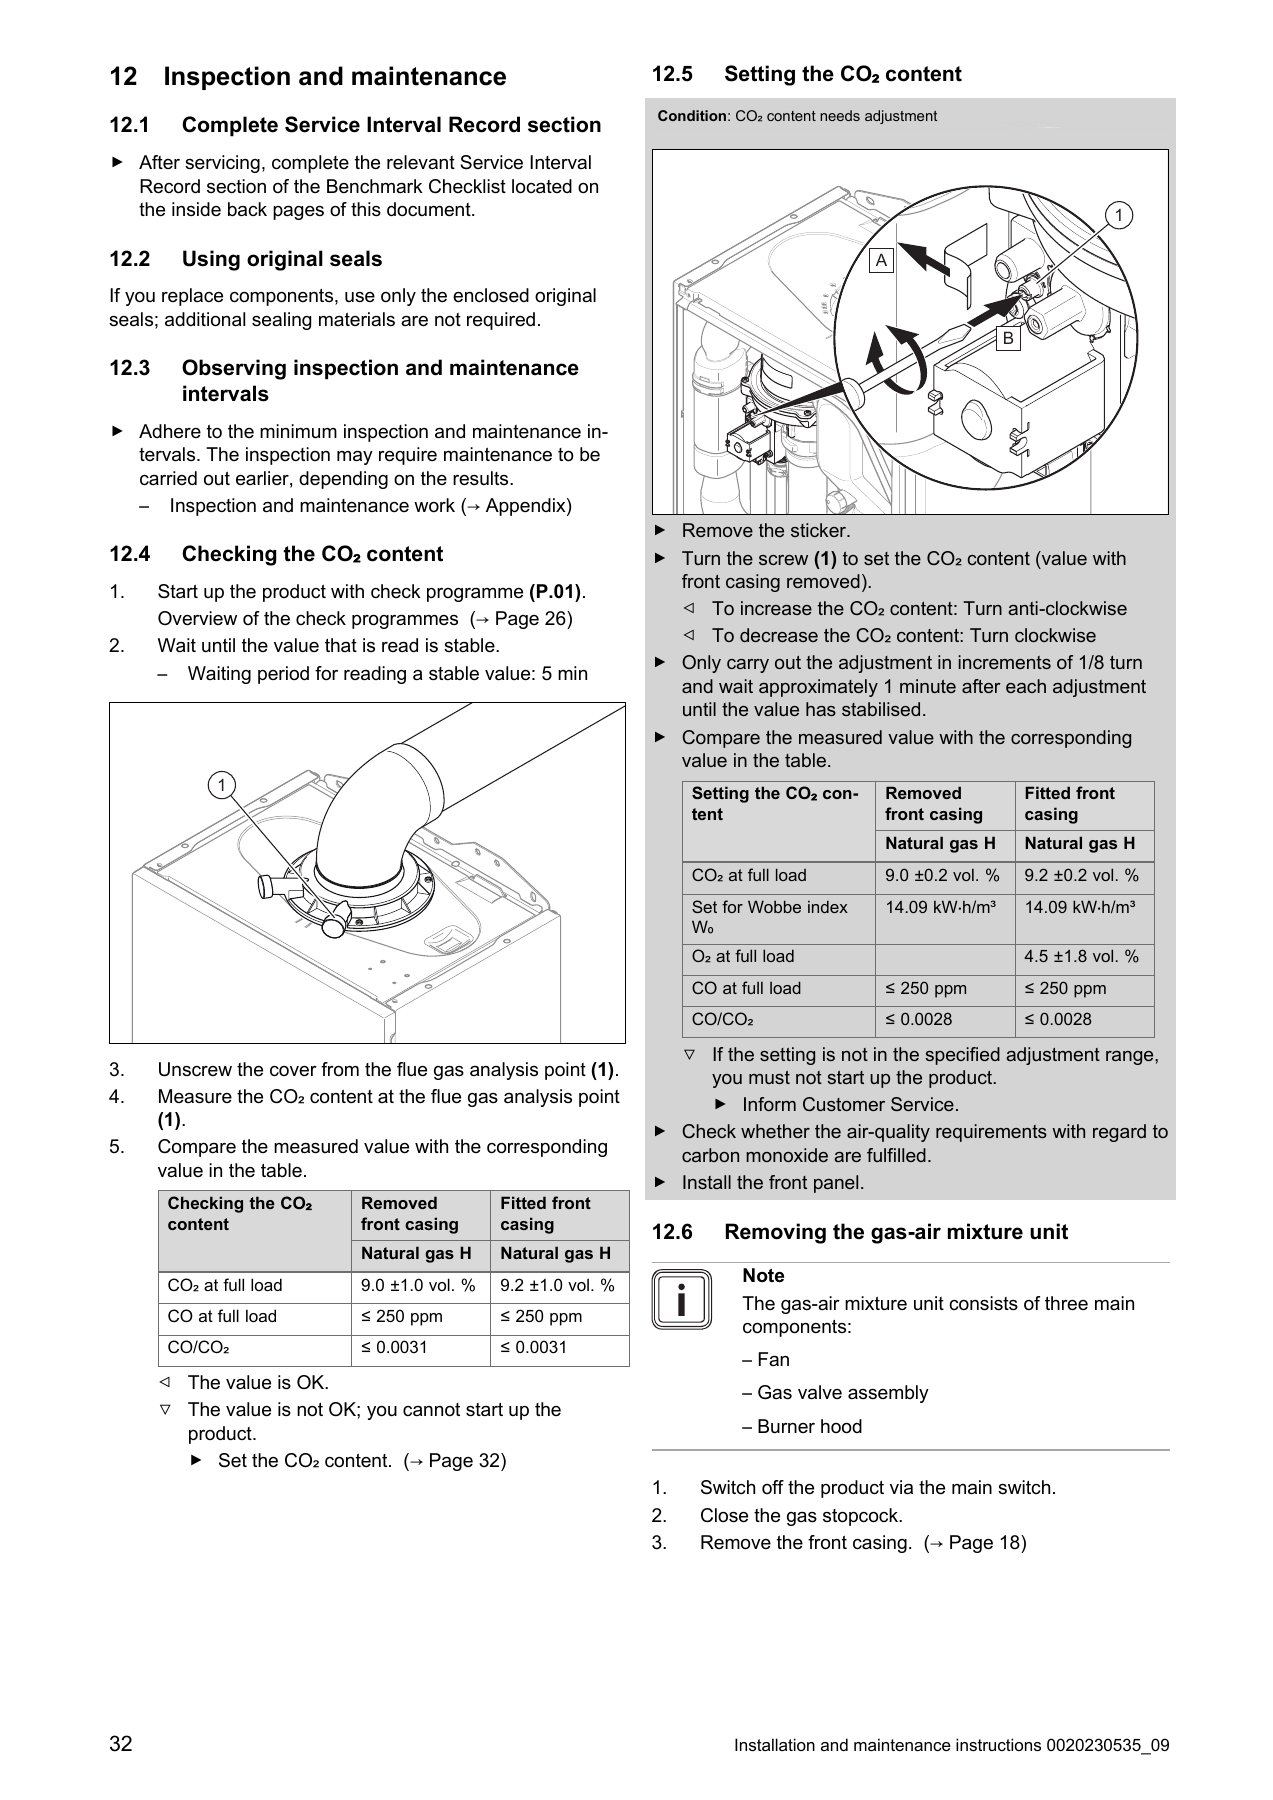 12 Inspection and maintenance
12.1 Complete Service Interval Record section
► After servicing, complete the relevant Service Interval
Record section of the Benchmark Checklist located on
the inside back pages of this document.
12.2 Using original seals
If you replace components, use only the enclosed original
seals; additional sealing materials are not required.
12.3 Observing inspection and maintenance
intervals
► Adhere to the minimum inspection and maintenance in-
tervals. The inspection may require maintenance to be
carried out earlier, depending on the results.
– Inspection and maintenance work (→ Appendix)
12.4 Checking the CO₂ content
1. Start up the product with check programme (P.01).
Overview of the check programmes (→ Page 26)
2. Wait until the value that is read is stable.
– Waiting period for reading a stable value: 5 min
1
3. Unscrew the cover from the flue gas analysis point (1).
4. Measure the CO₂ content at the flue gas analysis point
(1).
5. Compare the measured value with the corresponding
value in the table.
Checking the CO₂ Removed Fitted front
content front casing casing
Natural gas H Natural gas H
CO₂ at full load 9.0 ±1.0 vol. % 9.2 ±1.0 vol. %
CO at full load ≤ 250 ppm ≤ 250 ppm
CO/CO₂ ≤ 0.0031 ≤ 0.0031
◁ The value is OK.
▽ The value is not OK; you cannot start up the
product.
► Set the CO₂ content. (→ Page 32)
12.5 Setting the CO₂ content
Condition: CO₂ content needs adjustment
1
A
B
► Remove the sticker.
► Turn the screw (1) to set the CO₂ content (value with
front casing removed).
◁ To increase the CO₂ content: Turn anti-clockwise
◁ To decrease the CO₂ content: Turn clockwise
► Only carry out the adjustment in increments of 1/8 turn
and wait approximately 1 minute after each adjustment
until the value has stabilised.
► Compare the measured value with the corresponding
value in the table.
Setting the CO₂ con- Removed Fitted front
tent front casing casing
Natural gas H Natural gas H
CO₂ at full load 9.0 ±0.2 vol. % 9.2 ±0.2 vol. %
Set for Wobbe index 14.09 kW·h/m³ 14.09 kW·h/m³
W₀
O₂ at full load 4.5 ±1.8 vol. %
CO at full load ≤ 250 ppm ≤ 250 ppm
CO/CO₂ ≤ 0.0028 ≤ 0.0028
▽ If the setting is not in the specified adjustment range,
you must not start up the product.
► Inform Customer Service.
► Check whether the air-quality requirements with regard to
carbon monoxide are fulfilled.
► Install the front panel.
12.6 Removing the gas-air mixture unit
i
Note
The gas-air mixture unit consists of three main
components:
– Fan
– Gas valve assembly
– Burner hood
1. Switch off the product via the main switch.
2. Close the gas stopcock.
3. Remove the front casing. (→ Page 18)
32
Installation and maintenance instructions 0020230535_09